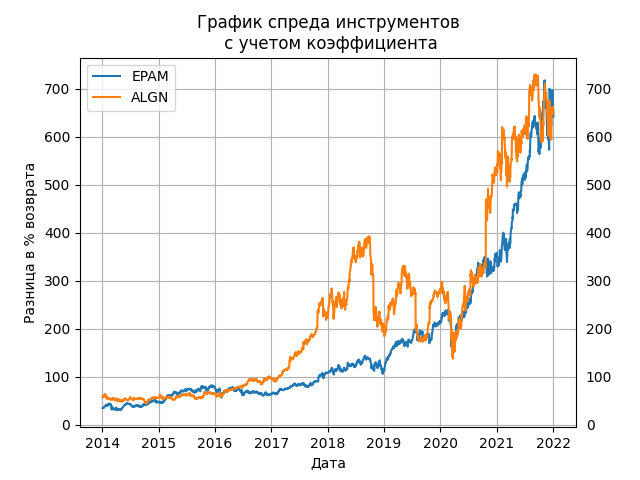 График спреда инструментов
с учетом коэффициента
EPAM
ALGN
Разница в % возврата
700
600
500
400
300
200
100
0
700
600
500
400
300
200
100
0
2014 2015 2016 2017 2018 2019 2020 2021 2022
Дата